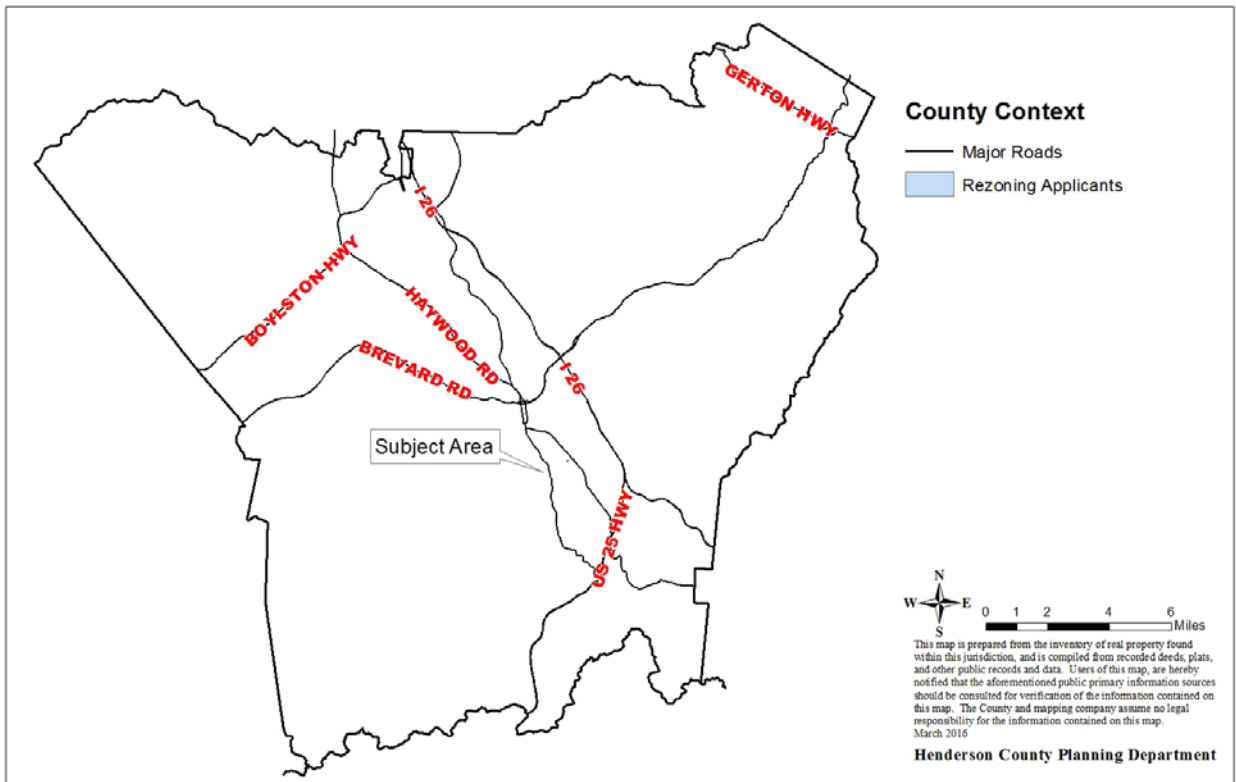 GERTON HWY
County Context
Major Roads
Rezoning Applicants
I 26
BOYLSTON HWY
HAYWOOD RD
BREVARD RD
I 26
Subject Area
US 25 HWY
N
W E
S
0 1 2 4 6
Miles
This map is prepared from the inventory of real property found
within this jurisdiction, and is compiled from recorded deeds, plats,
and other public records and data. Users of this map, are hereby
notified that the aforementioned public primary information sources
should be consulted for verification of the information contained on
this map. The County and mapping company assume no legal
responsibility for the information contained on this map.
March 2016
Henderson County Planning Department